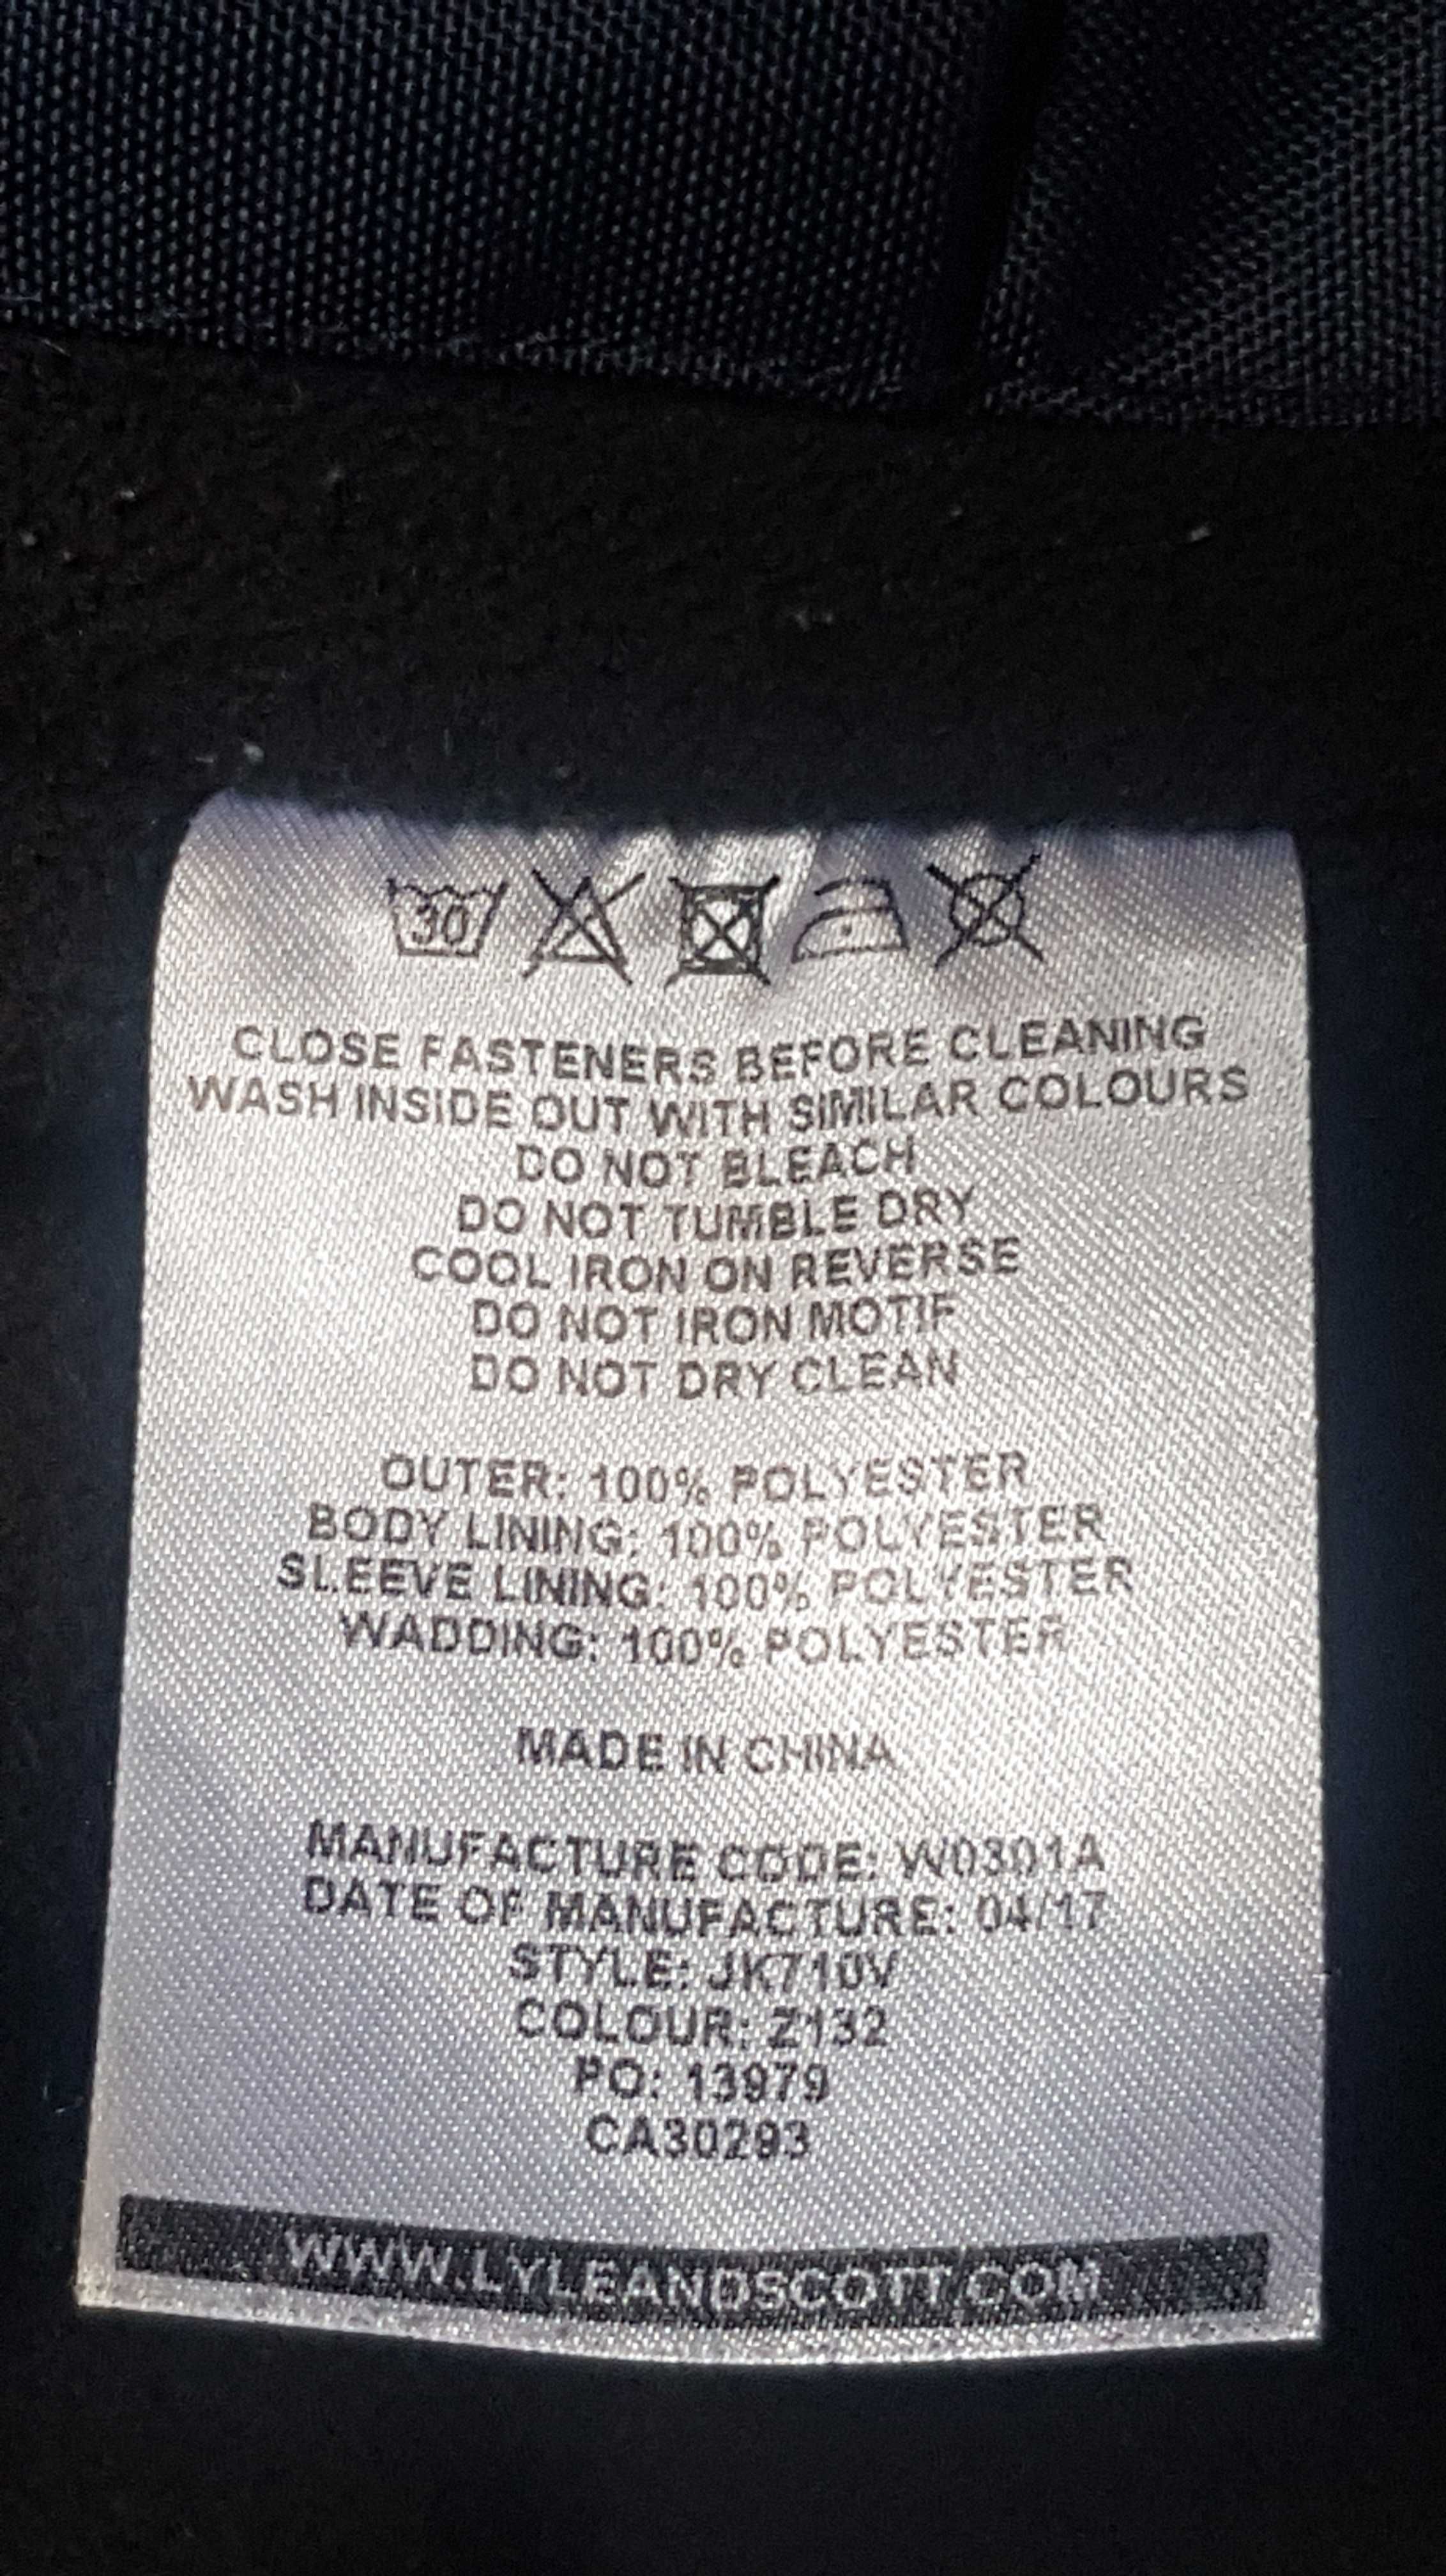 30
CLOSE FASTENERS BEFORE CLEANING
WASH INSIDE OUT WITH SIMILAR COLOURS
DO NOT BLEACH
DO NOT TUMBLE DRY
COOL IRON ON REVERSE
DO NOT IRON MOTIF
DO NOT DRY CLEAN
OUTER: 100% POLYESTER
BODY LINING: 100% POLYESTER
SLEEVE LINING: 100% POLYESTER
WADDING: 100% POLYESTER
MADE IN CHINA
MANUFACTURE CODE: W0301A
DATE OF MANUFACTURE: 04/17
STYLE: JK710V
COLOUR: Z132
PO: 13979
CA30293
WWW.LYLEANDSCOTT.COM